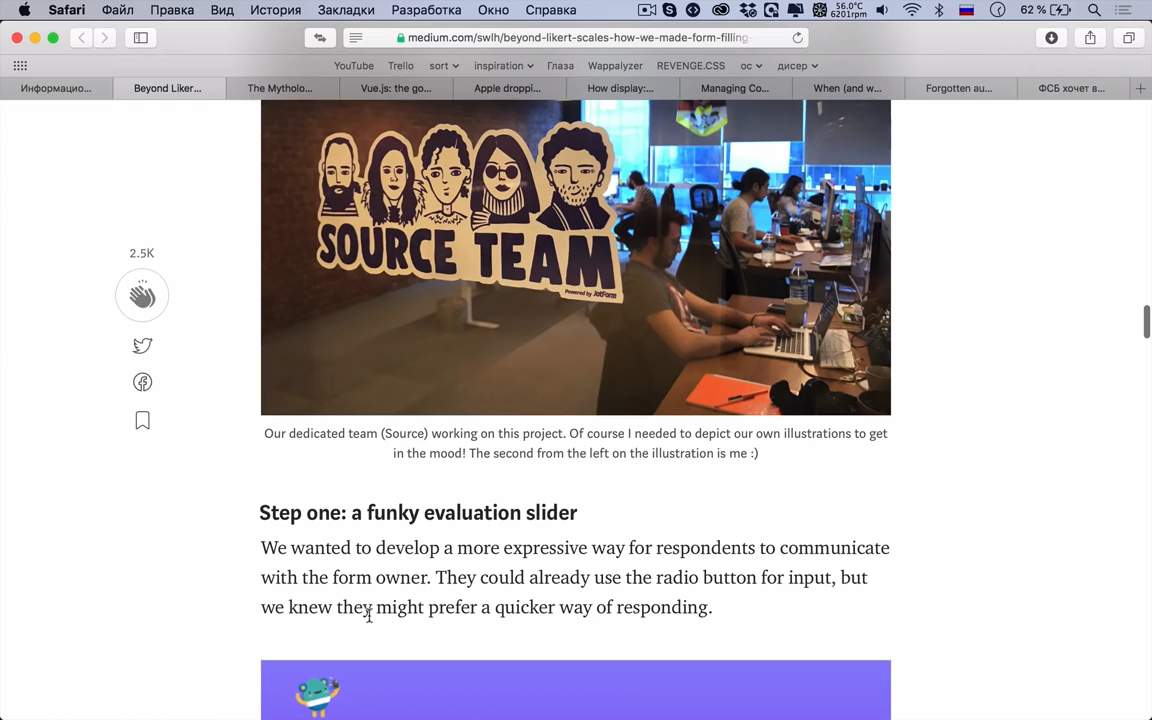 Safari Файл Правка Вид История Закладки Разработка Окно Справка 56.0°C 6201rpm 62 %
medium.com/swlh/beyond-likert-scales-how-we-made-form-filling-
YouTube Trello sort inspiration Глаза Wappalyzer REVENGE.CSS ос дисер
Информацио... Beyond Liker... The Mytholo... Vue.js: the go... Apple droppi... How display:... Managing Co... When (and w... Forgotten au... ФСБ хочет в...
SOURCE TEAM
Powered by JotForm
2.5K
Our dedicated team (Source) working on this project. Of course I needed to depict our own illustrations to get
in the mood! The second from the left on the illustration is me :)
Step one: a funky evaluation slider
We wanted to develop a more expressive way for respondents to communicate
with the form owner. They could already use the radio button for input, but
we knew they might prefer a quicker way of responding.